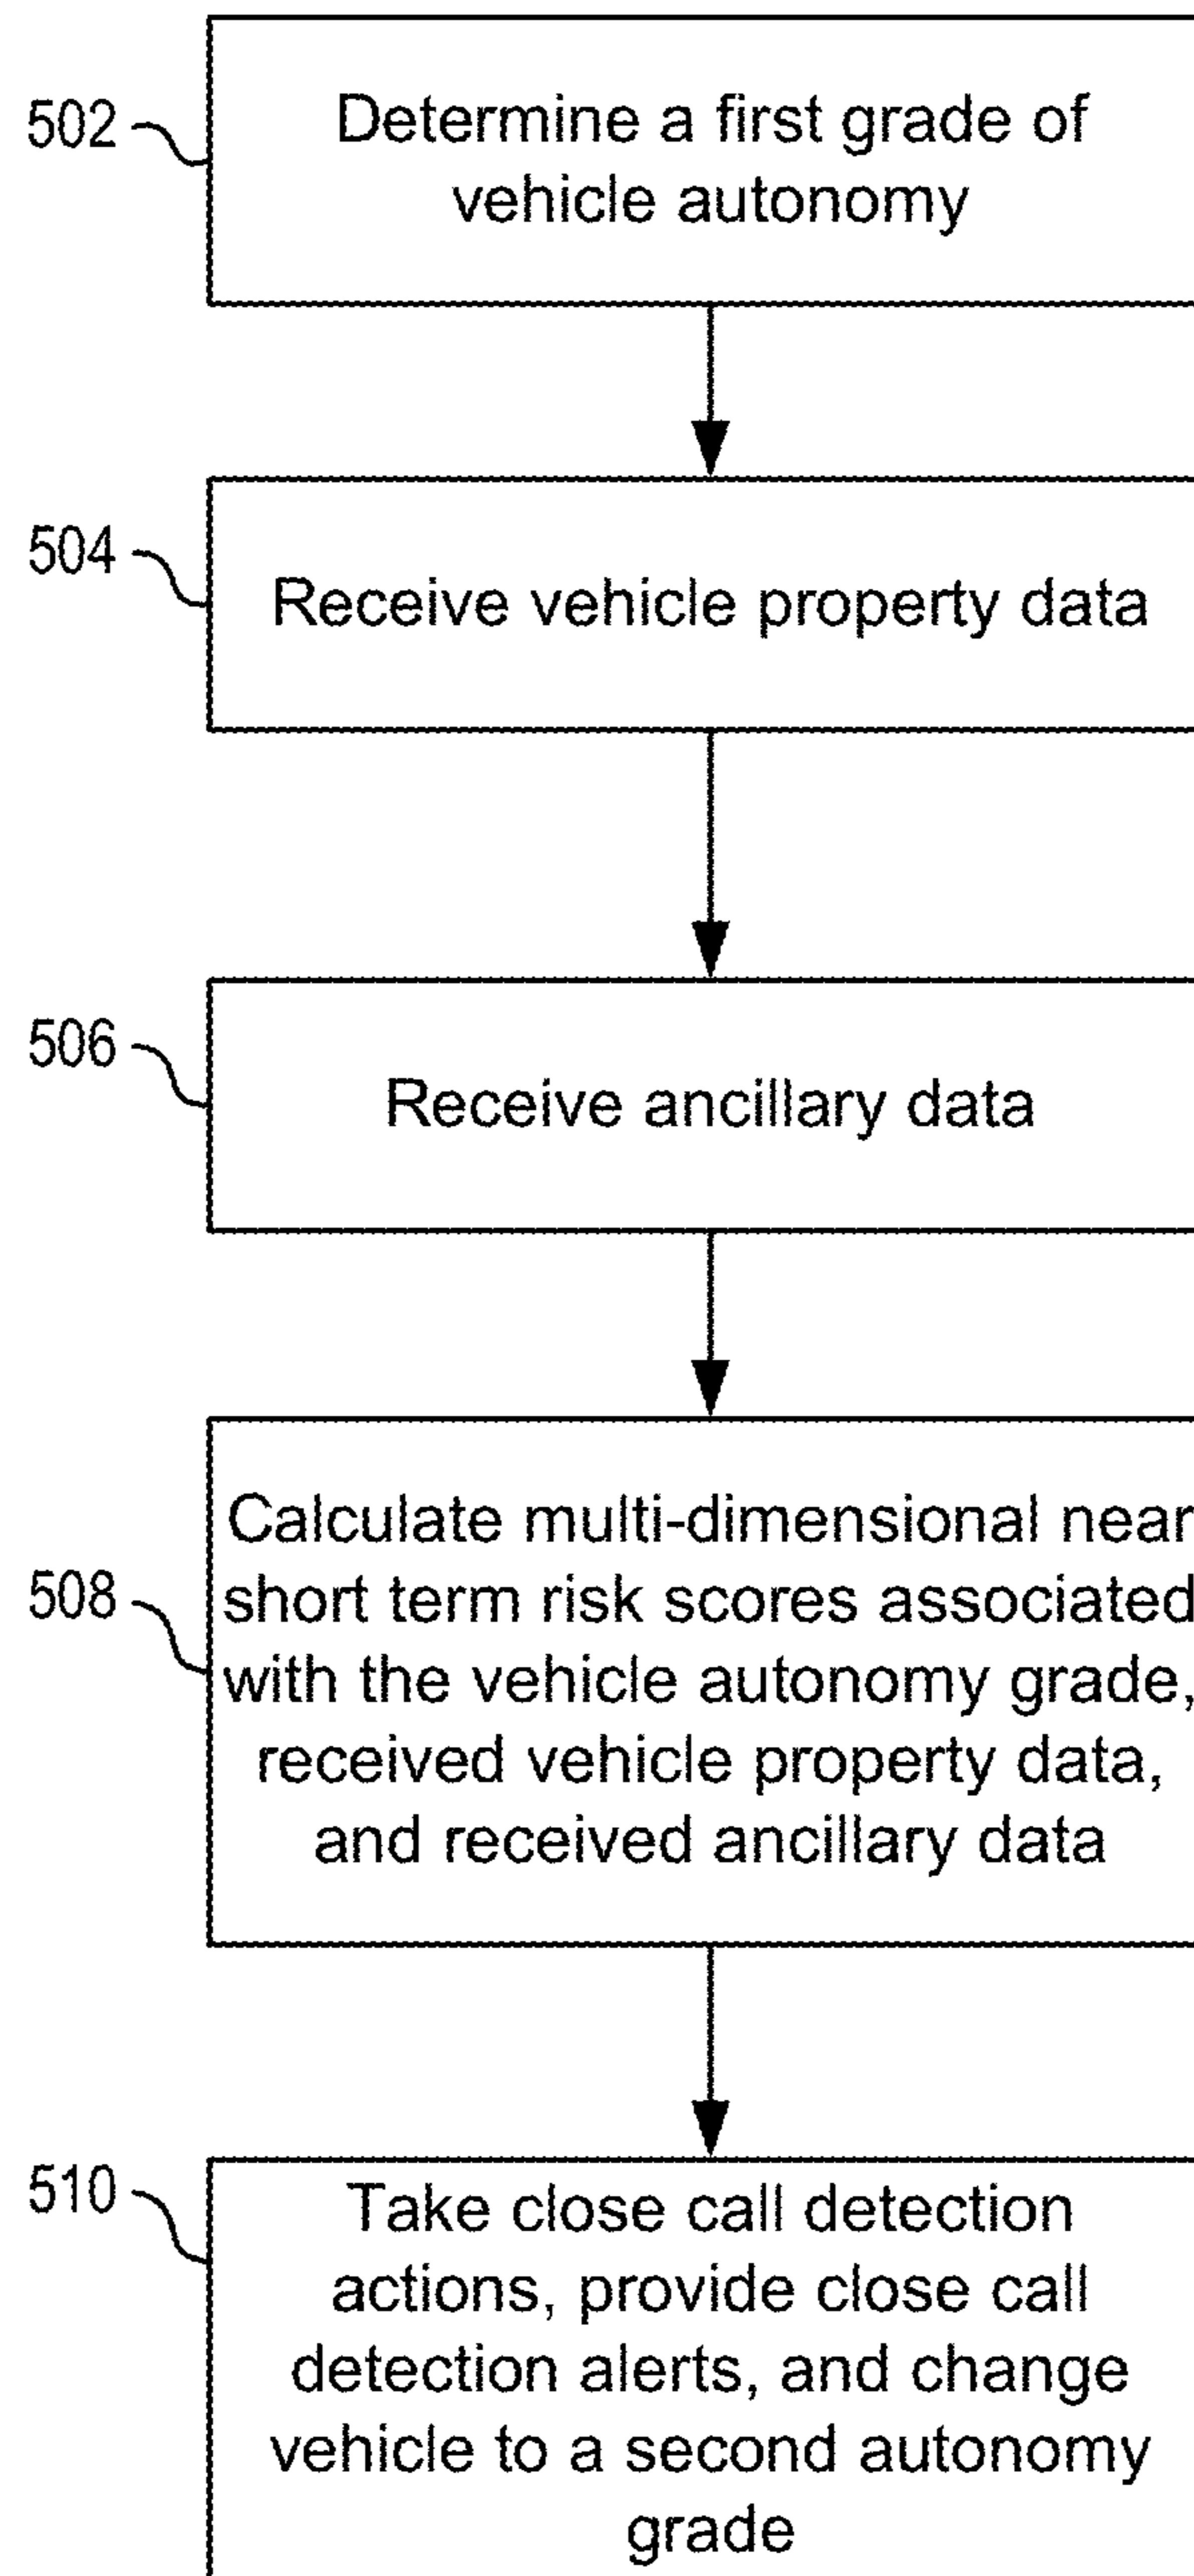 502
Determine a first grade of
vehicle autonomy
504
Receive vehicle property data
506
Receive ancillary data
508
Calculate multi-dimensional near
short term risk scores associated
with the vehicle autonomy grade,
received vehicle property data,
and received ancillary data
510
Take close call detection
actions, provide close call
detection alerts, and change
vehicle to a second autonomy
grade